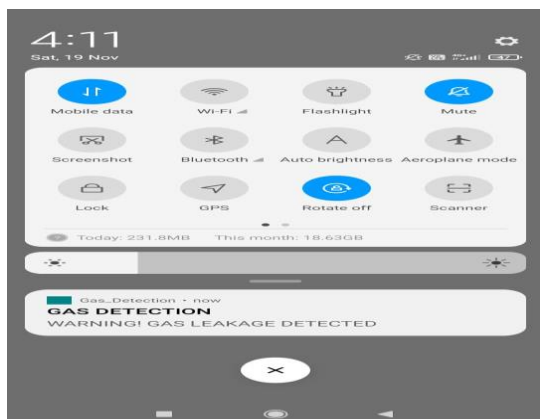 4:11
Sat, 19 Nov
47
Mobile data
Wi-Fi
Flashlight
Mute
Screenshot
Bluetooth
Auto brightness
Aeroplane mode
Lock
GPS
Rotate off
Scanner
Today: 231.8MB This month: 18.63GB
Gas_Detection • now
GAS DETECTION
WARNING! GAS LEAKAGE DETECTED